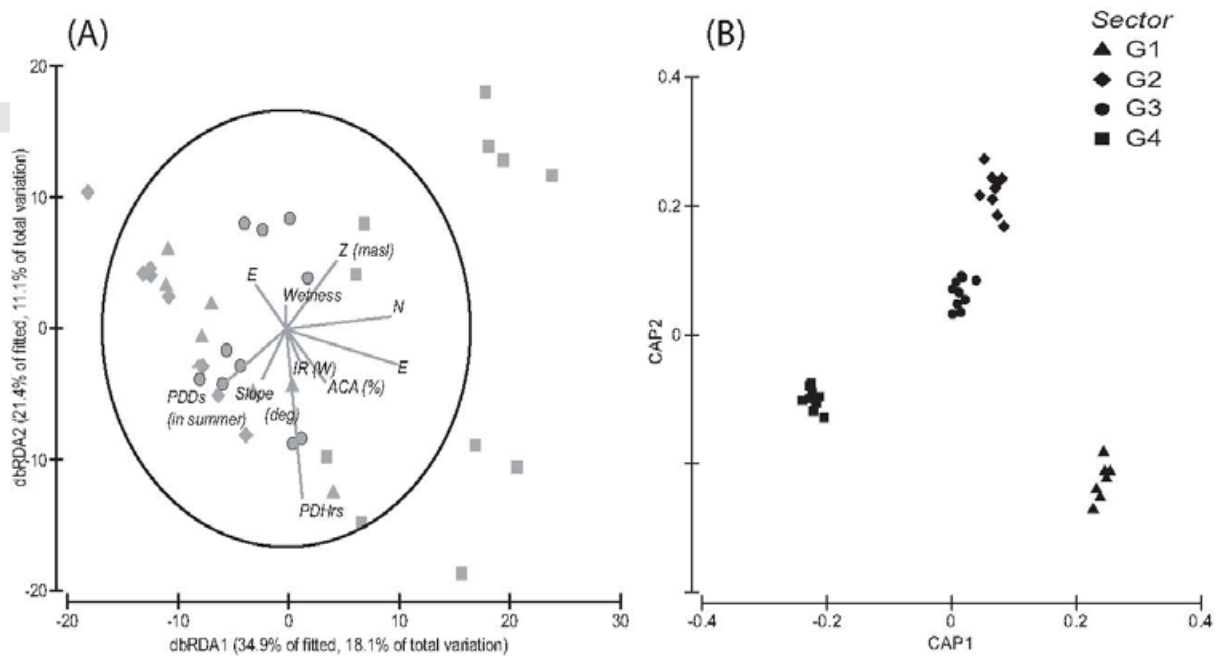 (A)
20
10
0
-10
-20
dbRDA2 (21.4% of fitted, 11.1% of total variation)
Z (masl)
E
Wetness
N
E
IR (W)
ACA (%)
PDDs
(in summer)
Slope
(deg)
PDHrs
-20
-10
0
10
20
30
dbRDA1 (34.9% of fitted, 18.1% of total variation)
(B)
Sector
G1
G2
G3
G4
0.4
0.2
0
CAP2
-0.4
-0.2
0
0.2
0.4
CAP1